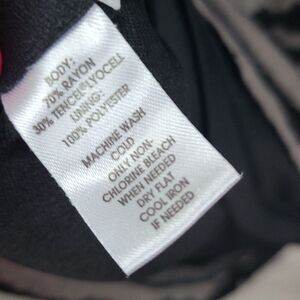 BODY:
70% RAYON
30% TENCEL LYOCELL
LINING:
100% POLYESTER
MACHINE WASH
COLD
ONLY NON-
CHLORINE BLEACH
WHEN NEEDED
DRY FLAT
COOL IRON
IF NEEDED